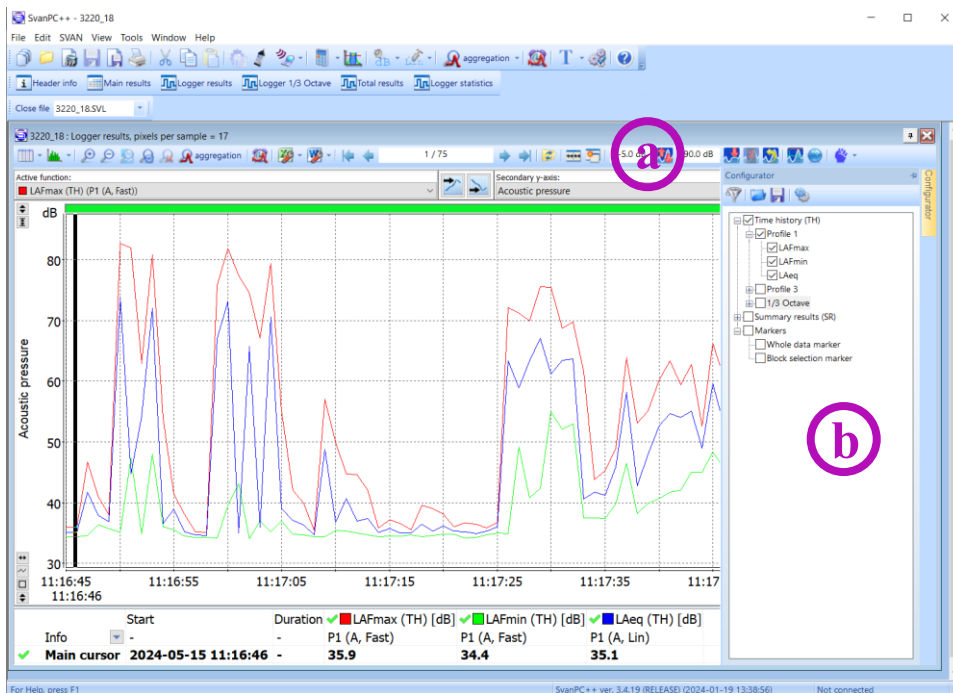 SvanPC++ - 3220_18
File Edit SVAN View Tools Window Help
aggregation
Header info Main results Logger results Logger 1/3 Octave Total results Logger statistics
Close file 3220_18.SVL
3220_18 : Logger results, pixels per sample = 17
aggregation 1 / 75 5.0 dB a 90.0 dB
Active function: Secondary y-axis: Configurator
LAFmax (TH) (P1 (A, Fast)) Acoustic pressure
Configurator
dB
80
70
60
50
40
30
Acoustic pressure
11:16:45 11:16:55 11:17:05 11:17:15 11:17:25 11:17:35 11:17
11:16:46
Time history (TH)
Profile 1
LAFmax
LAFmin
LAeq
Profile 3
1/3 Octave
Summary results (SR)
Markers
Whole data marker
Block selection marker
b
Start Duration LAFmax (TH) [dB] LAFmin (TH) [dB] LAeq (TH) [dB]
Info - - P1 (A, Fast) P1 (A, Fast) P1 (A, Lin)
Main cursor 2024-05-15 11:16:46 - 35.9 34.4 35.1
For Help, press F1 SvanPC++ ver. 3.4.19 (RELEASE) (2024-01-19 13:38:56) Not connected